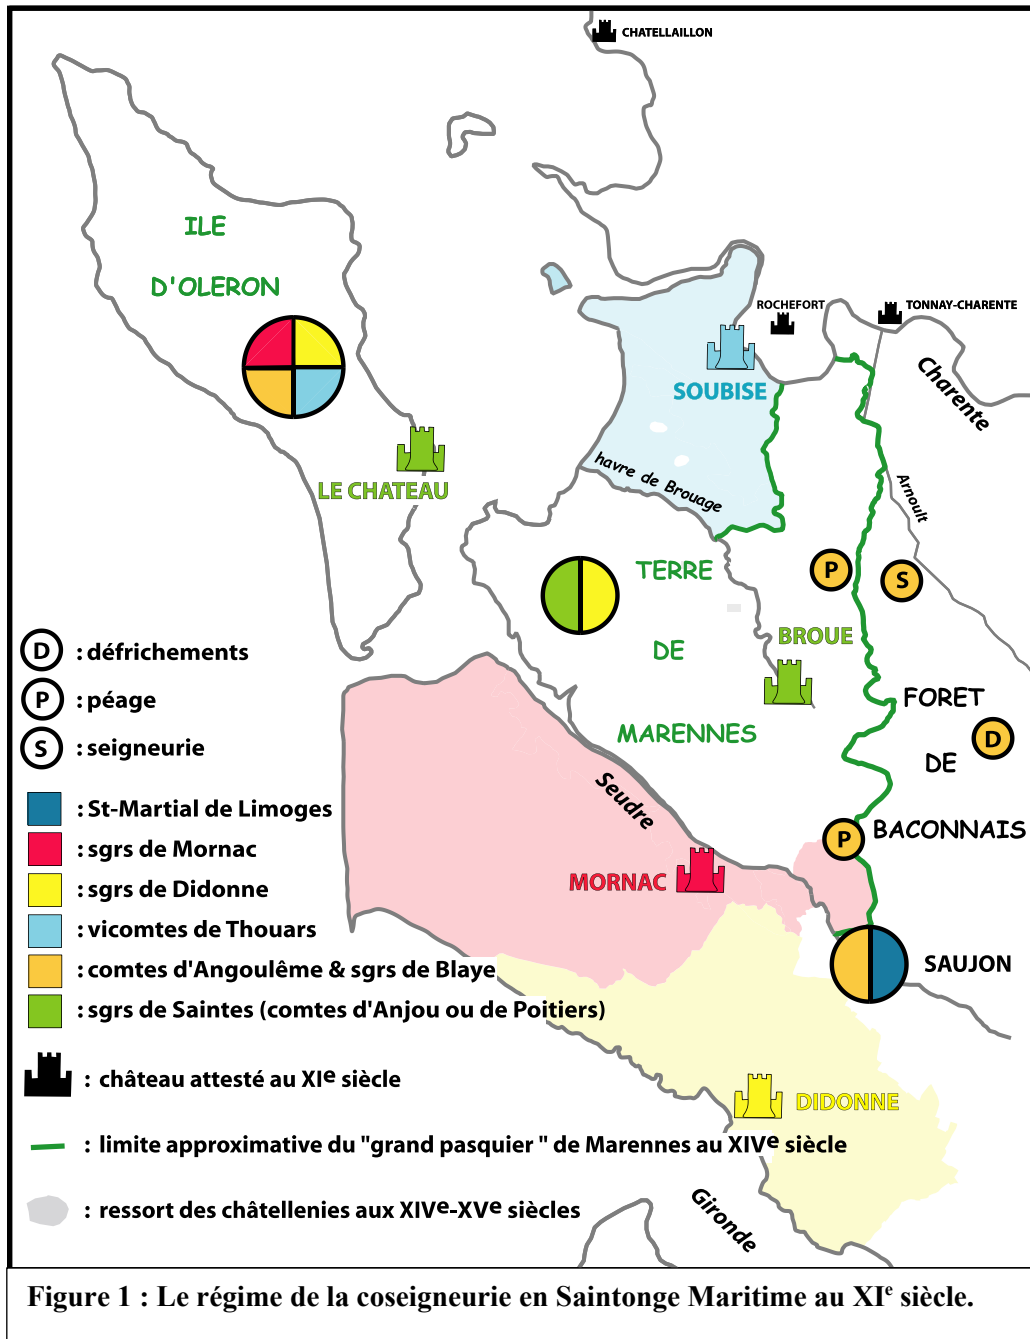 CHATELLAILLON
ILE
D'OLERON
ROCHEFORT
TONNAY-CHARENTE
Charente
SOUBISE
LE CHATEAU
havre de Brouage
Arnoult
TERRE
DE
MARENNES
P
S
BROUE
FORET
DE
BACONNAIS
D
P
Seudre
MORNAC
SAUJON
DIDONNE
Gironde
D : défrichements
P : péage
S : seigneurie
: St-Martial de Limoges
: sgrs de Mornac
: sgrs de Didonne
: vicomtes de Thouars
: comtes d'Angoulême & sgrs de Blaye
: sgrs de Saintes (comtes d'Anjou ou de Poitiers)
: château attesté au XIe siècle
: limite approximative du "grand pasquier " de Marennes au XIVe siècle
: ressort des châtellenies aux XIVe-XVe siècles
Figure 1 : Le régime de la coseigneurie en Saintonge Maritime au XIe siècle.